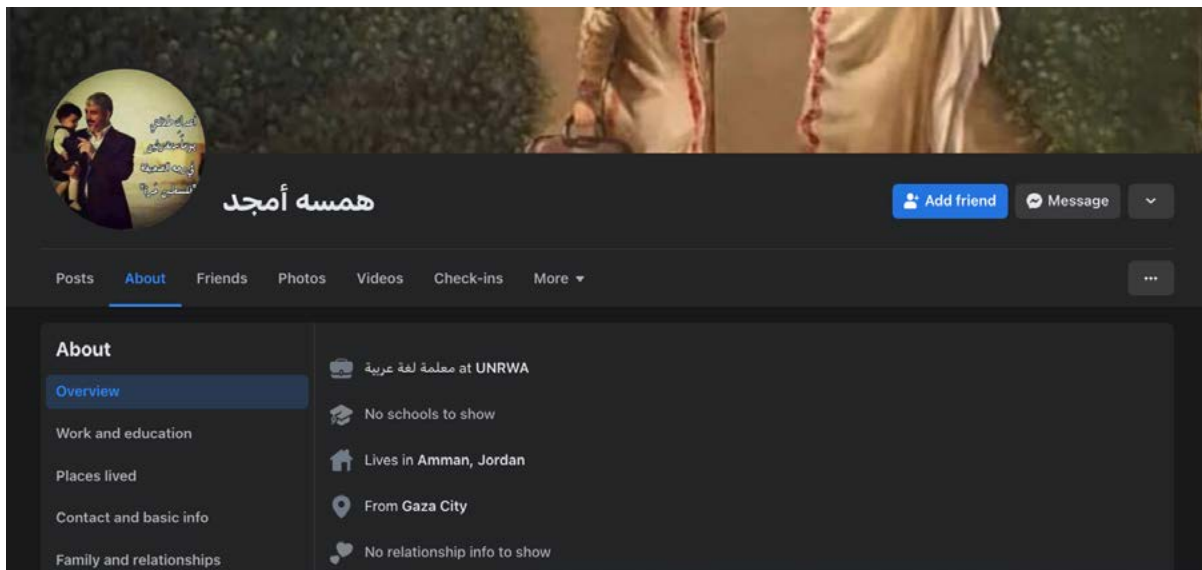 همسه أمجد
Add friend
Message
Posts About Friends Photos Videos Check-ins More
About
Overview
Work and education
Places lived
Contact and basic info
Family and relationships
معلمة لغة عربية at UNRWA
No schools to show
Lives in Amman, Jordan
From Gaza City
No relationship info to show